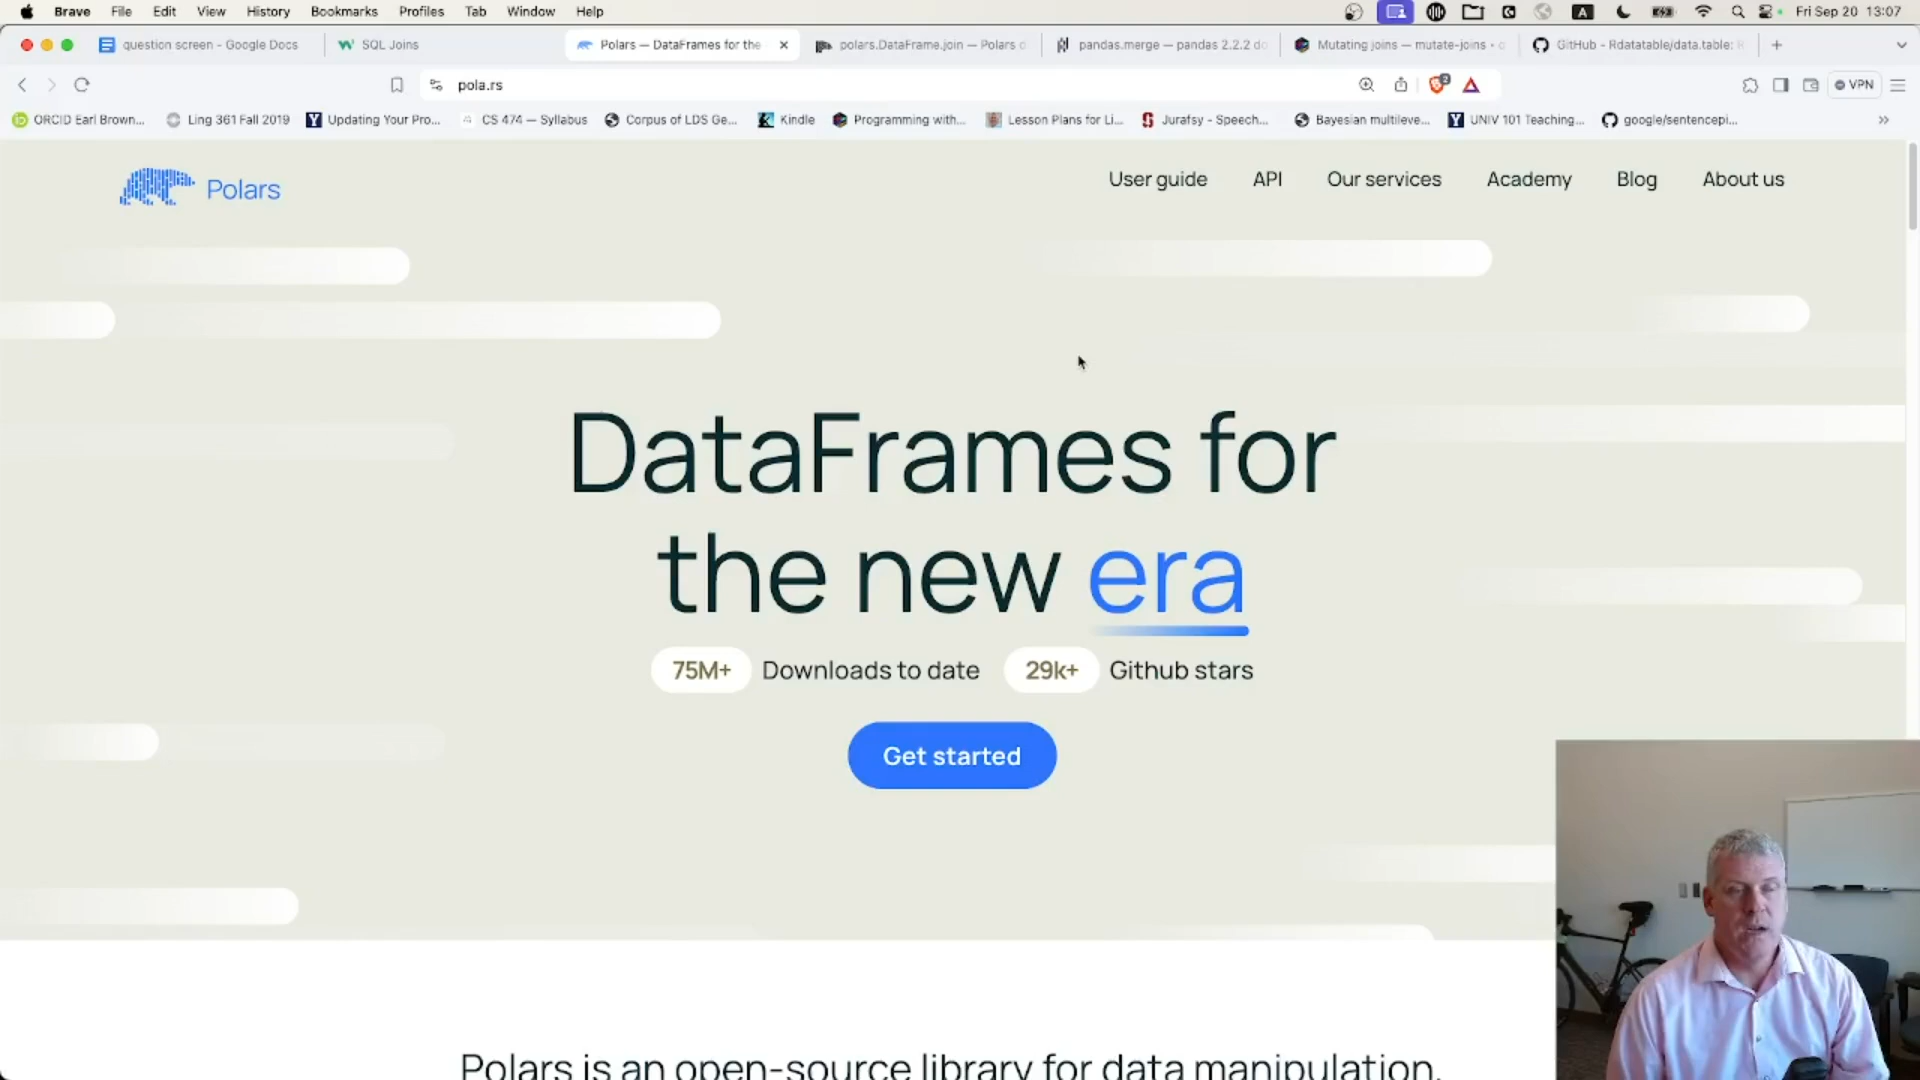 Brave File Edit View History Bookmarks Profiles Tab Window Help
A
Fri Sep 20 13:07
question screen - Google Docs
SQL Joins
Polars — DataFrames for the
polars.DataFrame.join — Polars d
pandas.merge — pandas 2.2.2 do
Mutating joins — mutate-joins •
GitHub - Rdatatable/data.table: R
pola.rs
2
VPN
ORCID Earl Brown...
Ling 361 Fall 2019
Updating Your Pro...
CS 474 — Syllabus
Corpus of LDS Ge...
Kindle
Programming with...
Lesson Plans for Li...
Jurafsy - Speech...
Bayesian multileve...
UNIV 101 Teaching...
google/sentencepi...
Polars
User guide API Our services Academy Blog About us
DataFrames for
the new era
75M+ Downloads to date 29k+ Github stars
Get started
Polars is an open-source library for data manipulation.